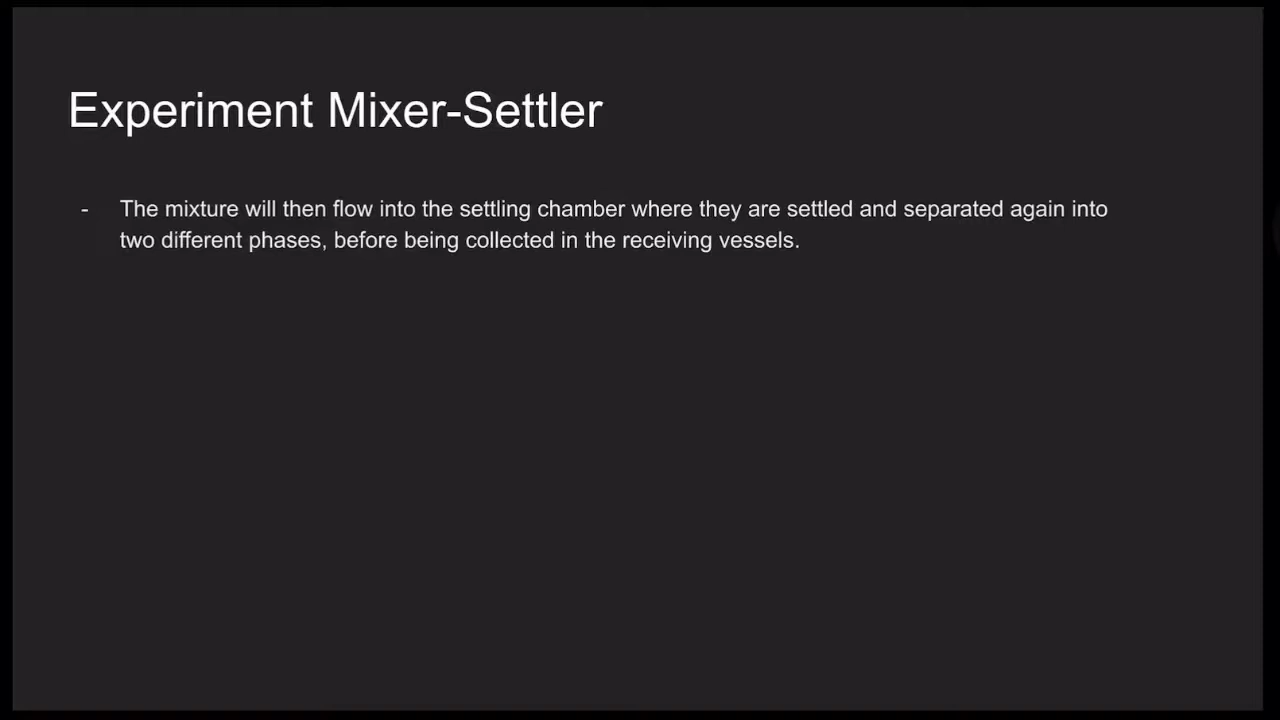 Experiment Mixer-Settler
- The mixture will then flow into the settling chamber where they are settled and separated again into
two different phases, before being collected in the receiving vessels.